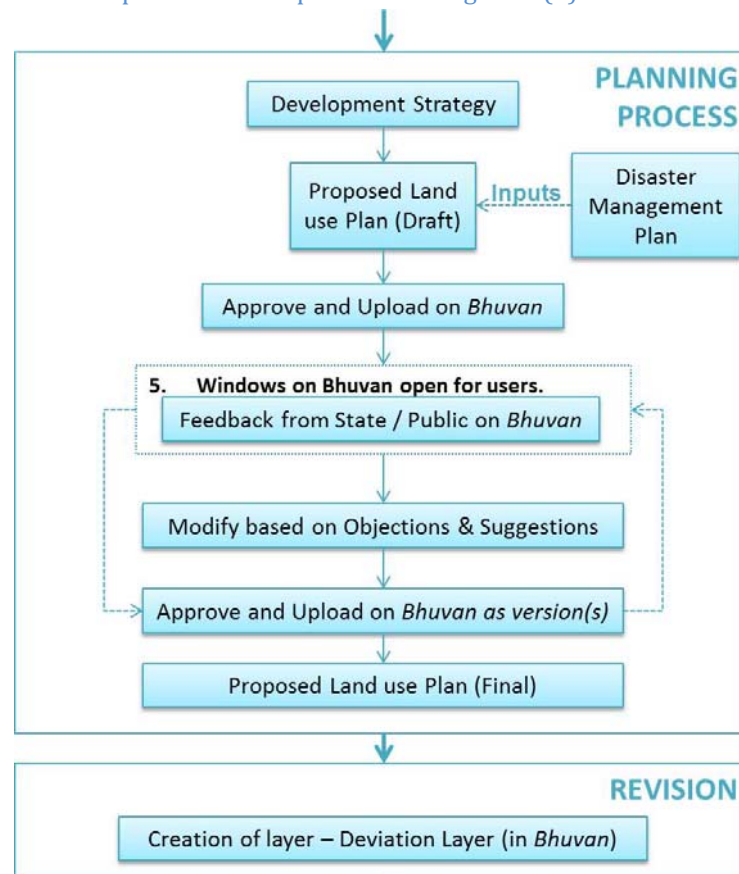 PLANNING
PROCESS
Development Strategy
Proposed Land
use Plan (Draft)
Inputs
Disaster
Management
Plan
Approve and Upload on Bhuvan
5. Windows on Bhuvan open for users.
Feedback from State / Public on Bhuvan
Modify based on Objections & Suggestions
Approve and Upload on Bhuvan as version(s)
Proposed Land use Plan (Final)
REVISION
Creation of layer – Deviation Layer (in Bhuvan)